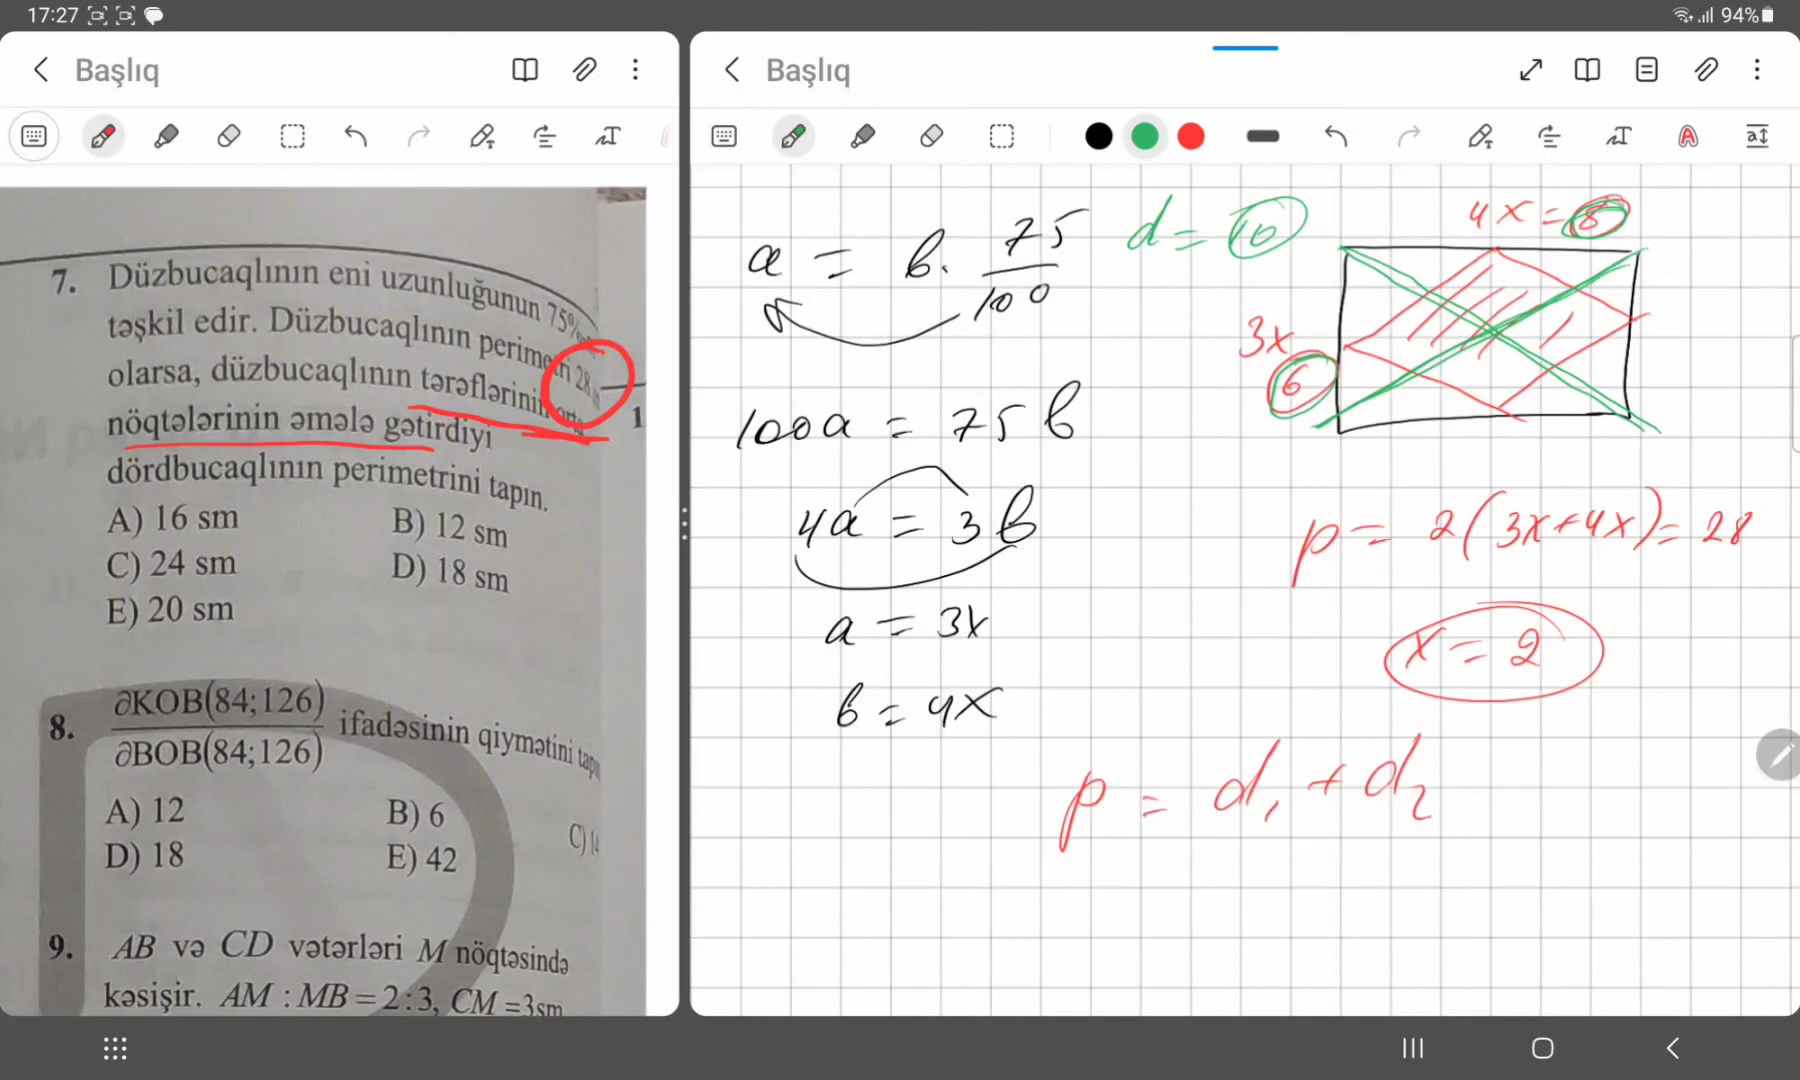 17:27
94%
Başlıq
7. Düzbucaqlının eni uzunluğunun 75%
təşkil edir. Düzbucaqlının perimetri 28
olarsa, düzbucaqlının tərəflərinin orta
nöqtələrinin əmələ gətirdiyi
dördbucaqlının perimetrini tapın.
A) 16 sm B) 12 sm
C) 24 sm D) 18 sm
E) 20 sm
1
8. ∂KOB(84;126)
∂BOB(84;126)
ifadəsinin qiymətini
A) 12 B) 6
D) 18 E) 42
9. AB və CD vətərləri M nöqtəsində
kəsişir. AM : MB = 2:3, CM =3sm
Başlıq
a = b. 75
100
100a = 75b
4a = 3b
a = 3x
b = 4x
d = 10
4x = 8
3x
6
p = 2(3x+4x) = 28
x = 2
p = d₁ + d₂